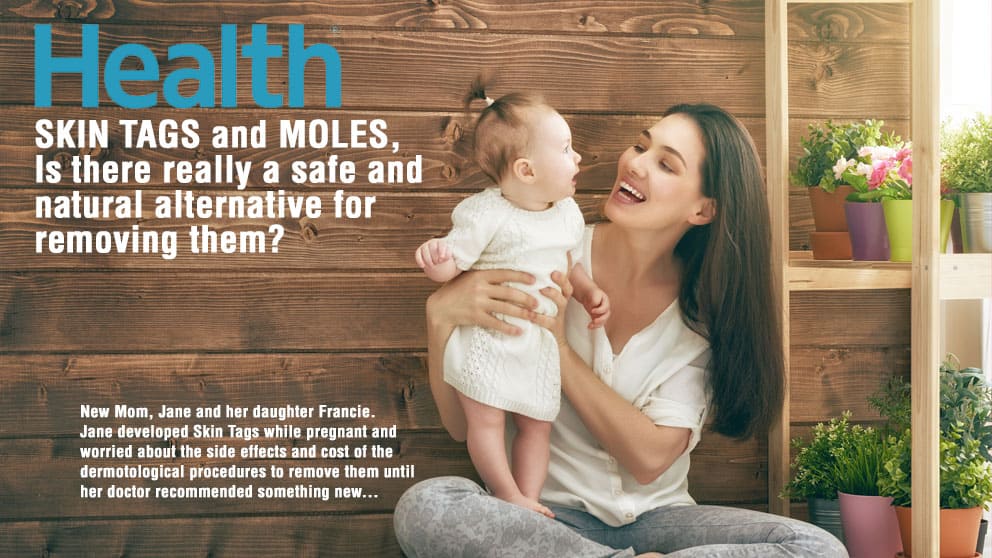 Health
SKIN TAGS and MOLES,
Is there really a safe and
natural alternative for
removing them?
New Mom, Jane and her daughter Francie.
Jane developed Skin Tags while pregnant and
worried about the side effects and cost of the
dermotological procedures to remove them until
her doctor recommended something new...